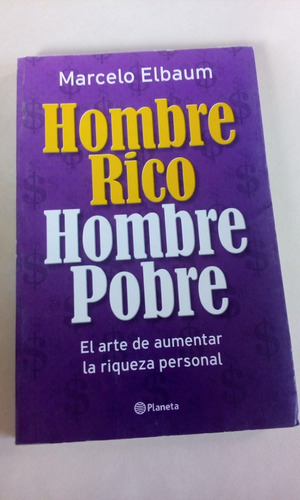 Marcelo Elbaum
Hombre
Rico
Hombre
Pobre
El arte de aumentar
la riqueza personal
Planeta